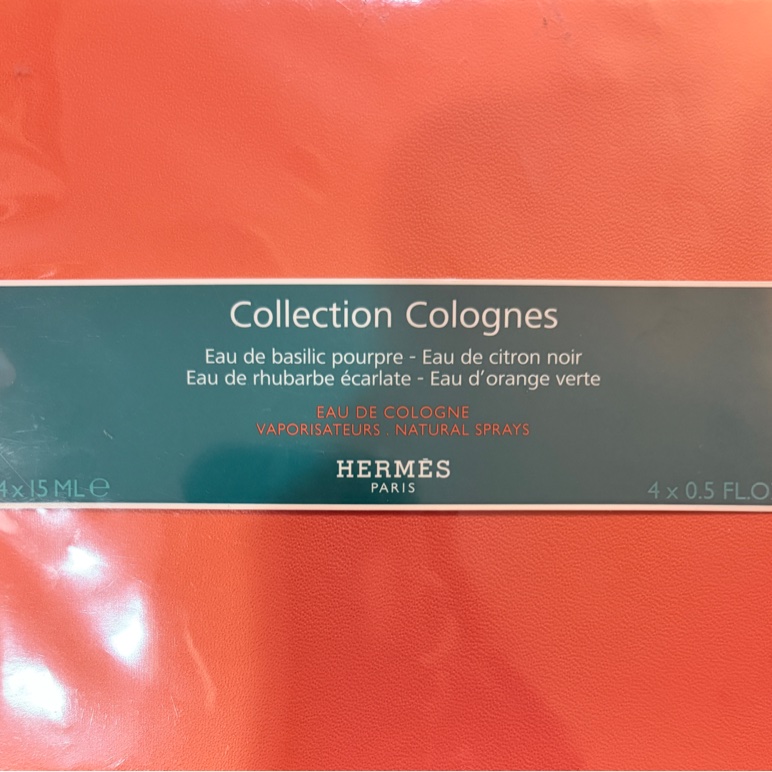 Collection Colognes
Eau de basilic pourpre - Eau de citron noir
Eau de rhubarbe écarlate - Eau d'orange verte
EAU DE COLOGNE
VAPORISATEURS . NATURAL SPRAYS
HERMÈS
PARIS
4 x 15 ML e
4 x 0.5 FL.O